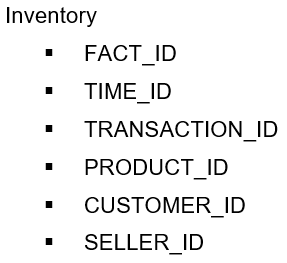 Inventory
▪ FACT_ID
▪ TIME_ID
▪ TRANSACTION_ID
▪ PRODUCT_ID
▪ CUSTOMER_ID
▪ SELLER_ID